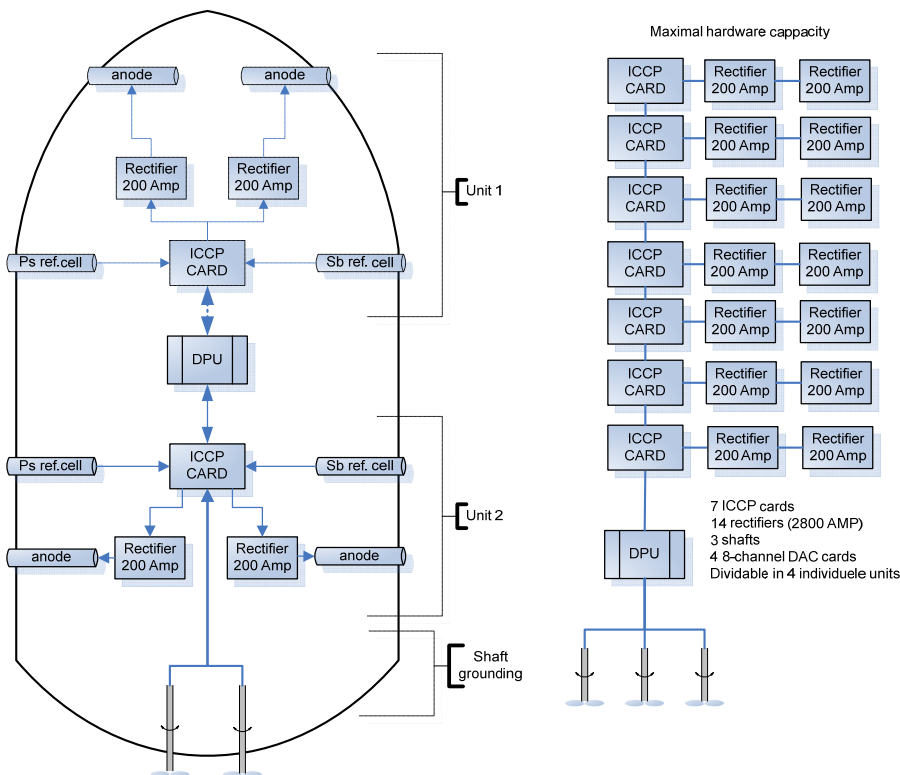 anode
anode
Rectifier
200 Amp
Rectifier
200 Amp
Unit 1
Ps ref.cell
ICCP
CARD
Sb ref. cell
DPU
Ps ref.cell
ICCP
CARD
Sb ref. cell
Unit 2
anode
Rectifier
200 Amp
Rectifier
200 Amp
anode
Shaft
grounding
Maximal hardware cappacity
ICCP
CARD
Rectifier
200 Amp
Rectifier
200 Amp
ICCP
CARD
Rectifier
200 Amp
Rectifier
200 Amp
ICCP
CARD
Rectifier
200 Amp
Rectifier
200 Amp
ICCP
CARD
Rectifier
200 Amp
Rectifier
200 Amp
ICCP
CARD
Rectifier
200 Amp
Rectifier
200 Amp
ICCP
CARD
Rectifier
200 Amp
Rectifier
200 Amp
ICCP
CARD
Rectifier
200 Amp
Rectifier
200 Amp
DPU
7 ICCP cards
14 rectifiers (2800 AMP)
3 shafts
4 8-channel DAC cards
Dividable in 4 individuele units